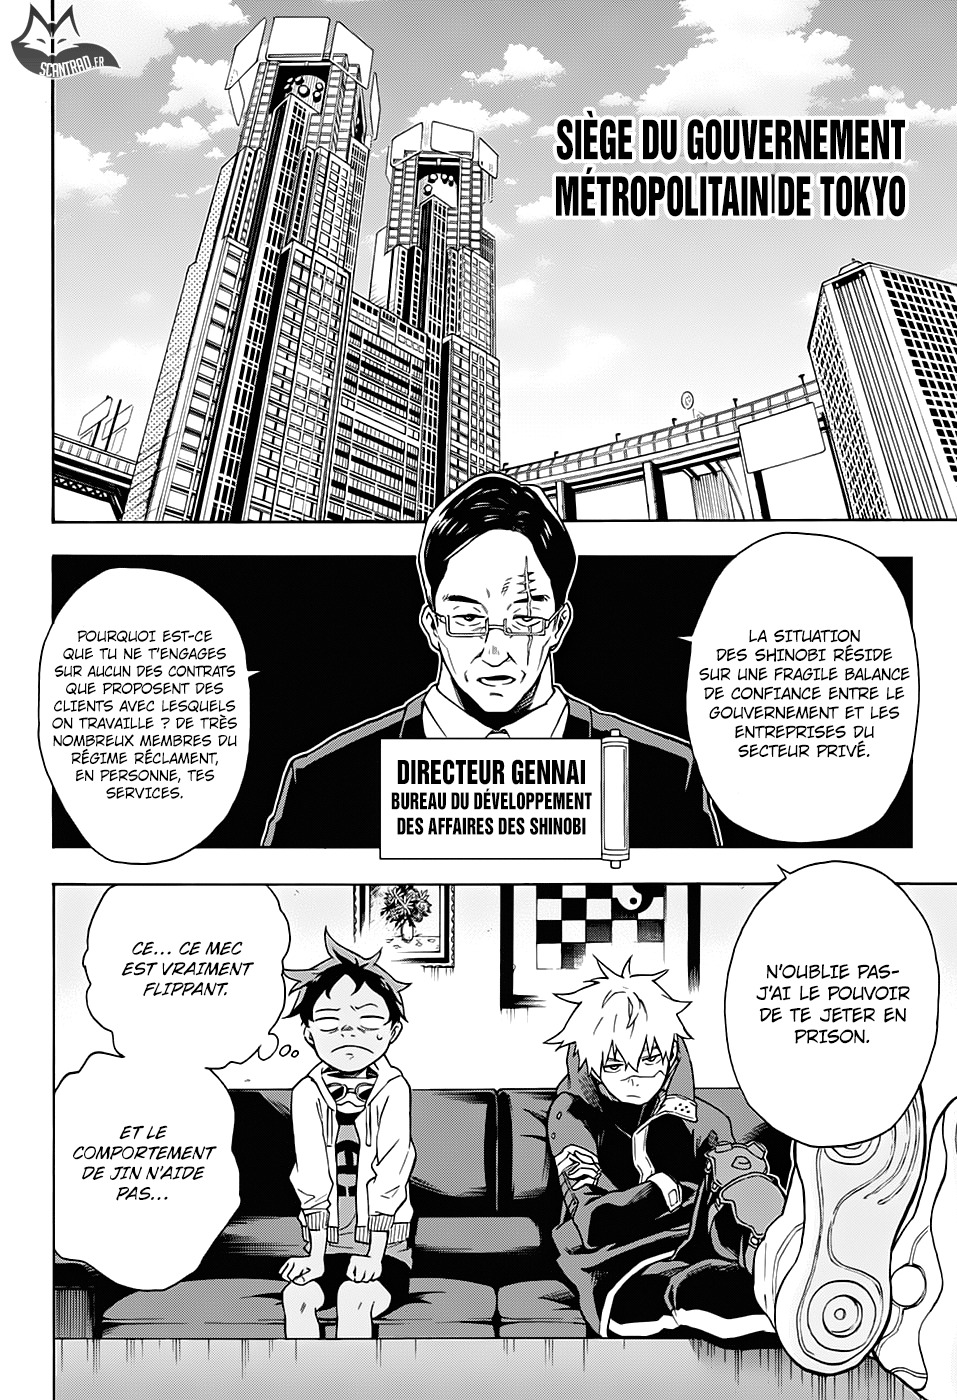 SCANTRAD.FR
SIÈGE DU GOUVERNEMENT
MÉTROPOLITAIN DE TOKYO
LA SITUATION
DES SHINOBI RÉSIDE
SUR UNE FRAGILE BALANCE
DE CONFIANCE ENTRE LE
GOUVERNEMENT ET LES
ENTREPRISES DU
SECTEUR PRIVÉ.
POURQUOI EST-CE
QUE TU NE T'ENGAGES
SUR AUCUN DES CONTRATS
QUE PROPOSENT DES
CLIENTS AVEC LESQUELS
ON TRAVAILLE ? DE TRÈS
NOMBREUX MEMBRES DU
RÉGIME RÉCLAMENT,
EN PERSONNE, TES
SERVICES.
DIRECTEUR GENNAI
BUREAU DU DÉVELOPPEMENT
DES AFFAIRES DES SHINOBI
N'OUBLIE PAS-
J'AI LE POUVOIR
DE TE JETER EN
PRISON.
CE... CE MEC
EST VRAIMENT
FLIPPANT.
ET LE
COMPORTEMENT
DE JIN N'AIDE
PAS...